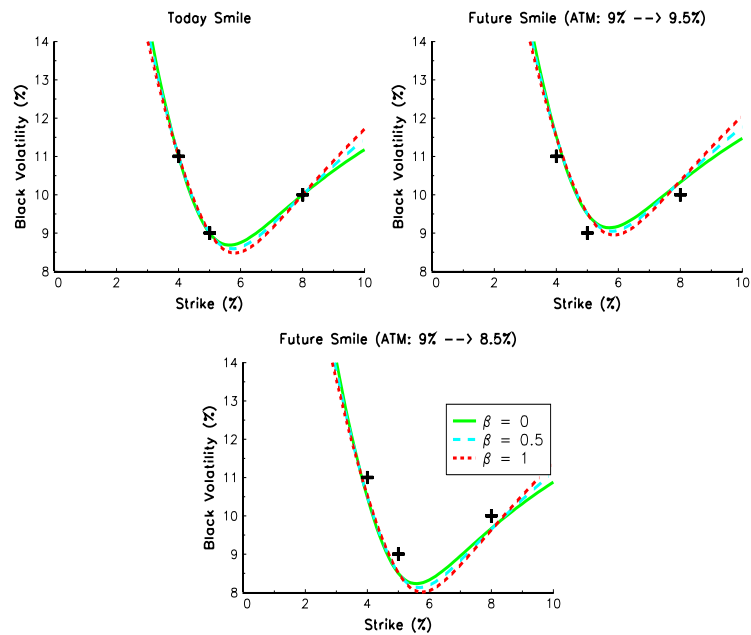 Today Smile
14
13
12
11
10
9
8
Black Volatility (%)
0 2 4 6 8 10
Strike (%)
Future Smile (ATM: 9% --> 9.5%)
14
13
12
11
10
9
8
Black Volatility (%)
0 2 4 6 8 10
Strike (%)
Future Smile (ATM: 9% --> 8.5%)
14
13
12
11
10
9
8
Black Volatility (%)
0 2 4 6 8 10
Strike (%)
β = 0
β = 0.5
β = 1